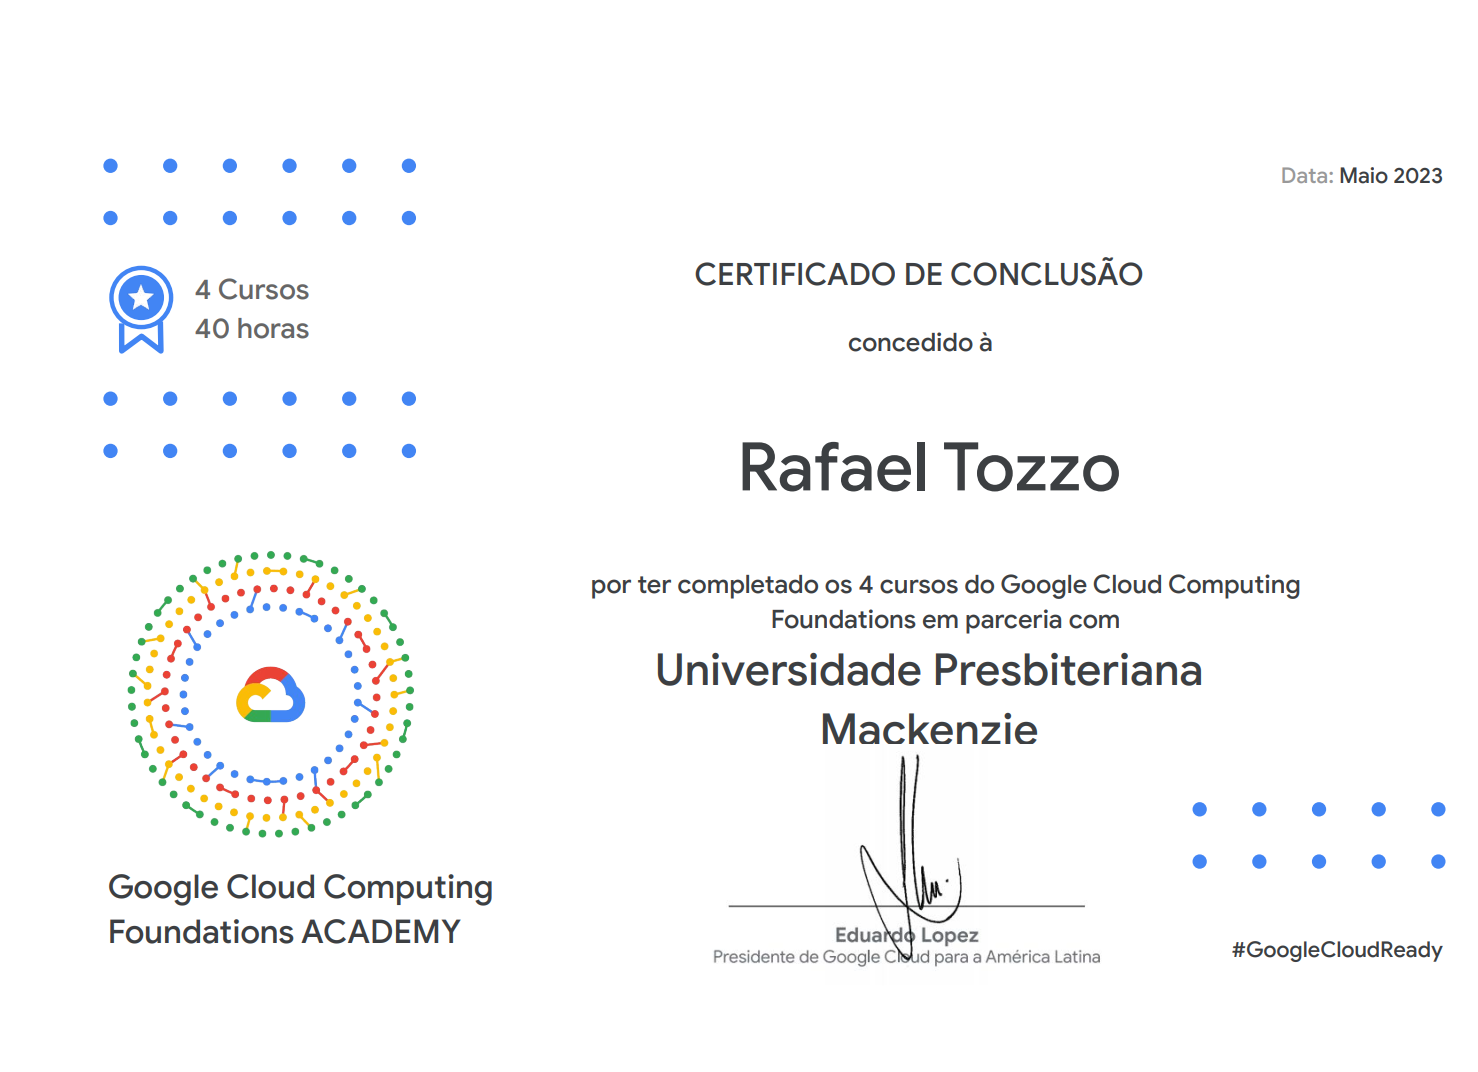 Data: Maio 2023
4 Cursos
40 horas
CERTIFICADO DE CONCLUSÃO
concedido à
Rafael Tozzo
por ter completado os 4 cursos do Google Cloud Computing
Foundations em parceria com
Universidade Presbiteriana
Mackenzie
Eduardo Lopez
Presidente de Google Cloud para a América Latina
Google Cloud Computing
Foundations ACADEMY
#GoogleCloudReady